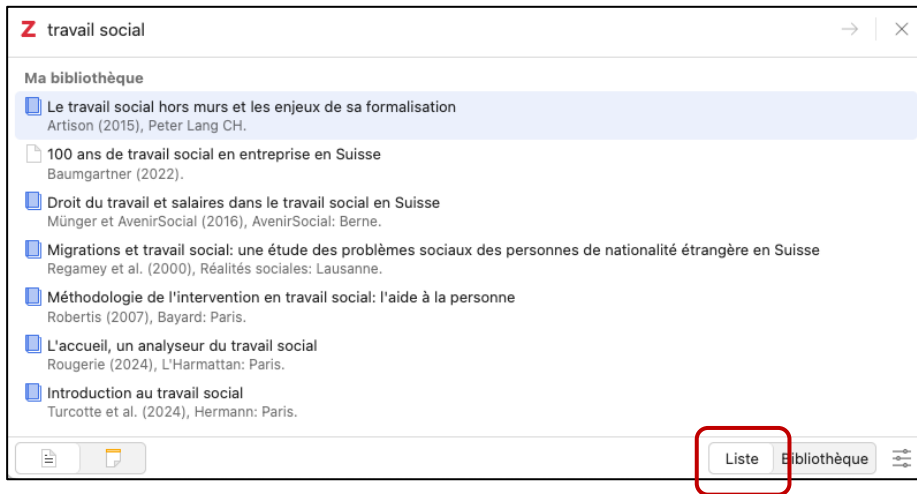 Z travail social
Ma bibliothèque
Le travail social hors murs et les enjeux de sa formalisation
Artison (2015), Peter Lang CH.
100 ans de travail social en entreprise en Suisse
Baumgartner (2022).
Droit du travail et salaires dans le travail social en Suisse
Münger et AvenirSocial (2016), AvenirSocial: Berne.
Migrations et travail social: une étude des problèmes sociaux des personnes de nationalité étrangère en Suisse
Regamey et al. (2000), Réalités sociales: Lausanne.
Méthodologie de l'intervention en travail social: l'aide à la personne
Robertis (2007), Bayard: Paris.
L'accueil, un analyseur du travail social
Rougerie (2024), L'Harmattan: Paris.
Introduction au travail social
Turcotte et al. (2024), Hermann: Paris.
Liste Bibliothèque